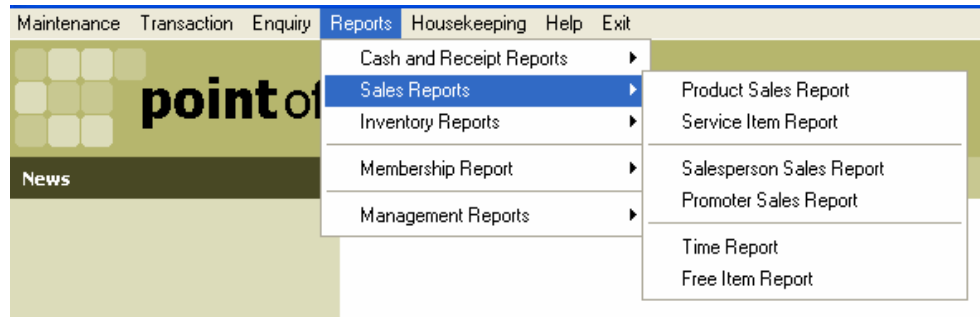 Maintenance Transaction Enquiry Reports Housekeeping Help Exit
point of
News
Cash and Receipt Reports
Sales Reports
Inventory Reports
Membership Report
Management Reports
Product Sales Report
Service Item Report
Salesperson Sales Report
Promoter Sales Report
Time Report
Free Item Report